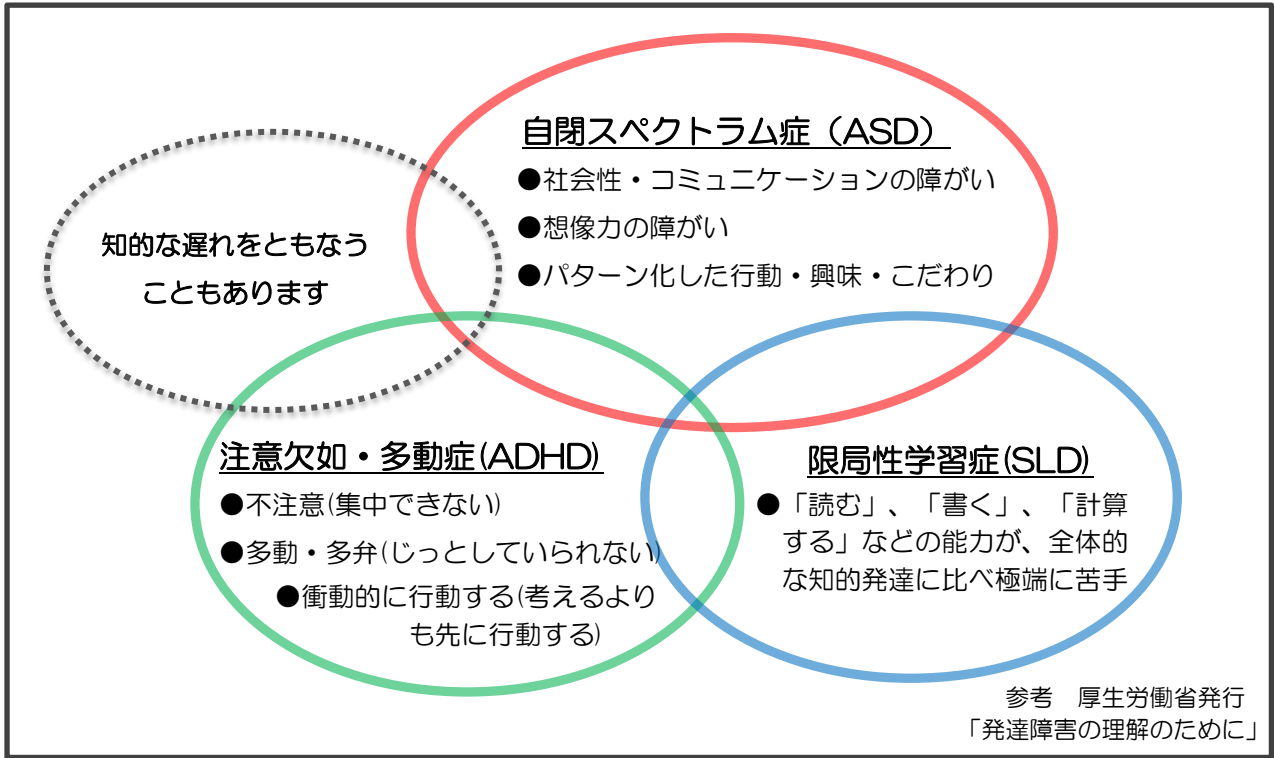 自閉スペクトラム症（ASD）
●社会性・コミュニケーションの障がい
●想像力の障がい
●パターン化した行動・興味・こだわり
知的な遅れをともなう
こともあります
注意欠如・多動症(ADHD)
●不注意(集中できない)
●多動・多弁(じっとしていられない)
●衝動的に行動する(考えるより
も先に行動する)
限局性学習症(SLD)
●「読む」、「書く」、「計算
する」などの能力が、全体的
な知的発達に比べ極端に苦手
参考　厚生労働省発行
「発達障害の理解のために」